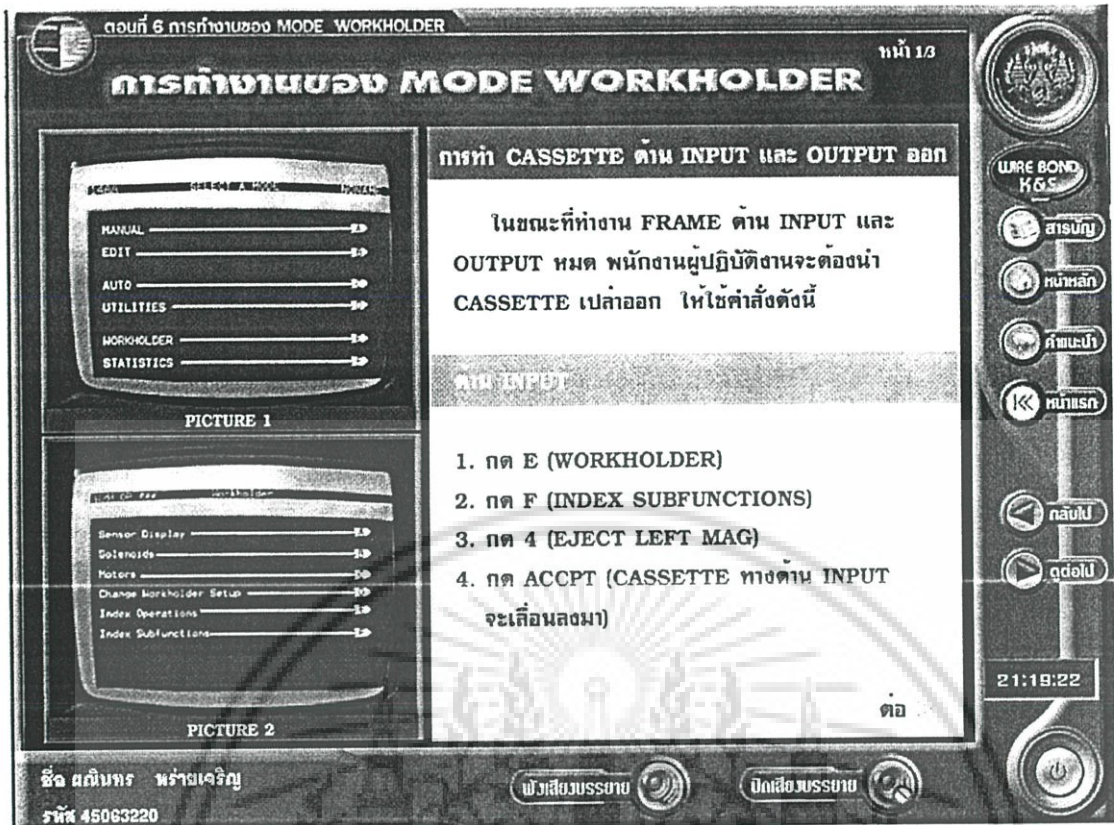 ตอนที่ 6 การทำงานของ MODE WORKHOLDER
หน้า 1/3
การทำงานของ MODE WORKHOLDER
SELECT A MODE NONAME
MANUAL
EDIT
AUTO
UTILITIES
WORKHOLDER
STATISTICS
PICTURE 1
Workholder
Sensor Display
Solenoids
Motors
Change Workholder Setup
Index Operations
Index Subfunctions
PICTURE 2
การทำ CASSETTE ด้าน INPUT และ OUTPUT ออก
ในขณะที่ทำงาน FRAME ด้าน INPUT และ
OUTPUT หมด พนักงานผู้ปฏิบัติงานจะต้องนำ
CASSETTE เปล่าออก ให้ใช้คำสั่งดังนี้
ด้าน INPUT
1. กด E (WORKHOLDER)
2. กด F (INDEX SUBFUNCTIONS)
3. กด 4 (EJECT LEFT MAG)
4. กด ACCPT (CASSETTE ทางด้าน INPUT
จะเลื่อนลงมา)
ต่อ
WIRE BOND
K&S
สารบัญ
หน้าหลัก
คำแนะนำ
หน้าแรก
กลับไป
ดูต่อไป
21:19:22
ชื่อ ผณินทร พรายเจริญ
รหัส 45063220
ฟังเสียงบรรยาย
ปิดเสียงบรรยาย